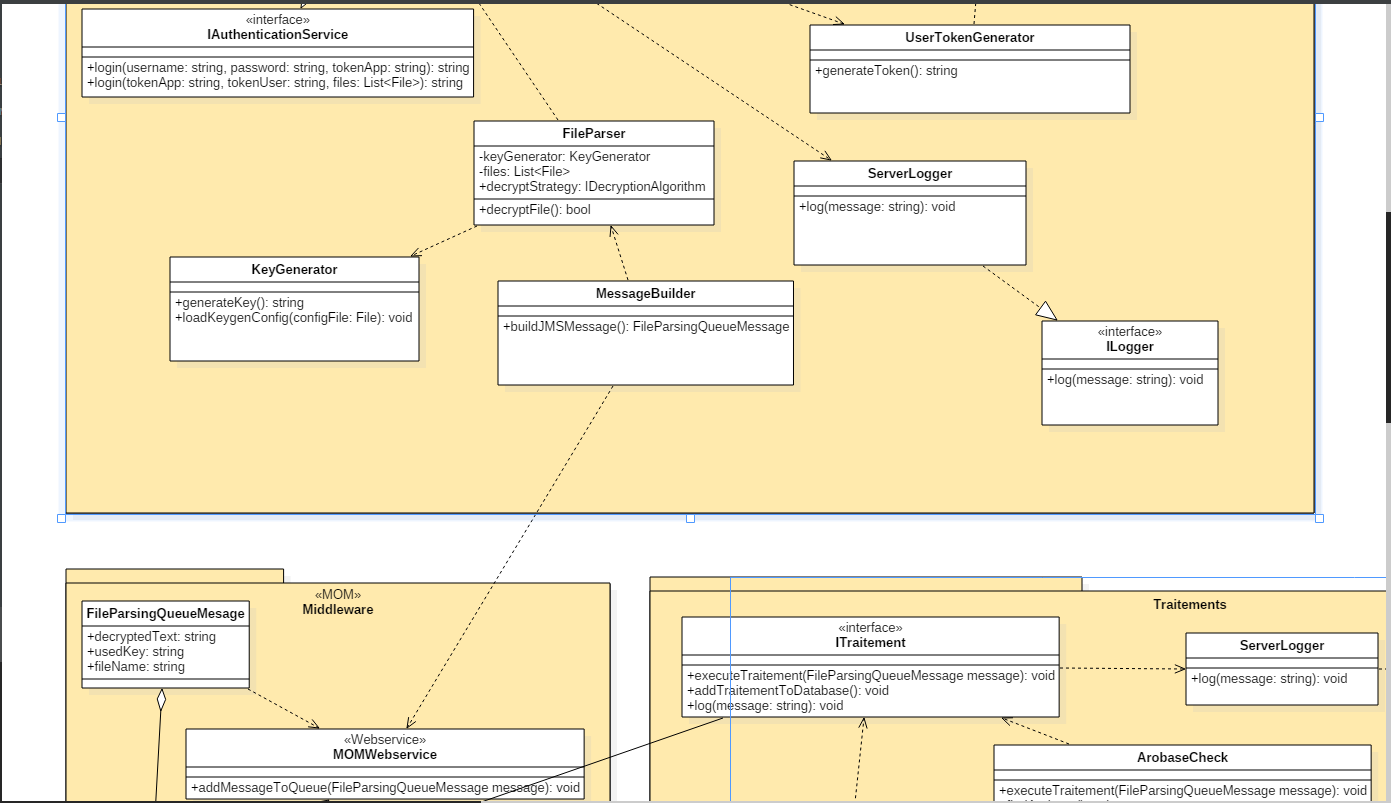 «interface»
IAuthenticationService
+login(username: string, password: string, tokenApp: string): string
+login(tokenApp: string, tokenUser: string, files: List<File>): string
UserTokenGenerator
+generateToken(): string
FileParser
-keyGenerator: KeyGenerator
-files: List<File>
+decryptStrategy: IDecryptionAlgorithm
+decryptFile(): bool
ServerLogger
+log(message: string): void
KeyGenerator
+generateKey(): string
+loadKeygenConfig(configFile: File): void
MessageBuilder
+buildJMSMessage(): FileParsingQueueMessage
«interface»
ILogger
+log(message: string): void
«MOM»
Middleware
FileParsingQueueMesage
+decryptedText: string
+usedKey: string
+fileName: string
«Webservice»
MOMWebservice
+addMessageToQueue(FileParsingQueueMessage message): void
Traitements
«interface»
ITraitement
+executeTraitement(FileParsingQueueMessage message): void
+addTraitementToDatabase(): void
+log(message: string): void
ServerLogger
+log(message: string): void
ArobaseCheck
+executeTraitement(FileParsingQueueMessage message): void